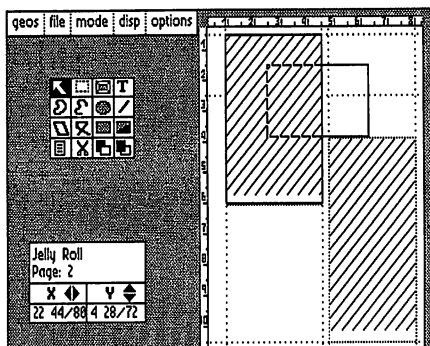 geos file mode disp options
T
Jelly Roll
Page: 2
X Y
22 44/80 4 28/72